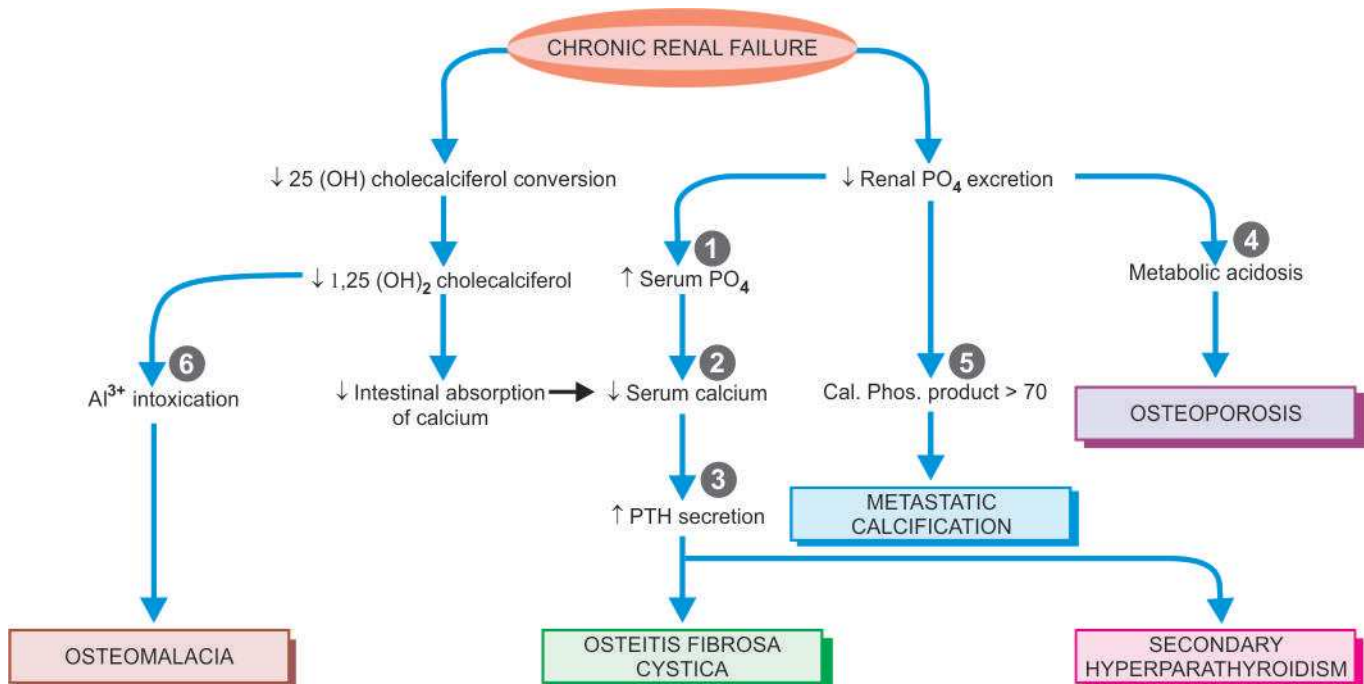 CHRONIC RENAL FAILURE
↓ 25 (OH) cholecalciferol conversion
↓ Renal PO₄ excretion
1
4
↓ 1,25 (OH)₂ cholecalciferol
↑ Serum PO₄
Metabolic acidosis
6
2
5
Al³⁺ intoxication
↓ Intestinal absorption
of calcium
↓ Serum calcium
Cal. Phos. product > 70
OSTEOPOROSIS
3
↑ PTH secretion
METASTATIC
CALCIFICATION
OSTEOMALACIA
OSTEITIS FIBROSA
CYSTICA
SECONDARY
HYPERPARATHYROIDISM